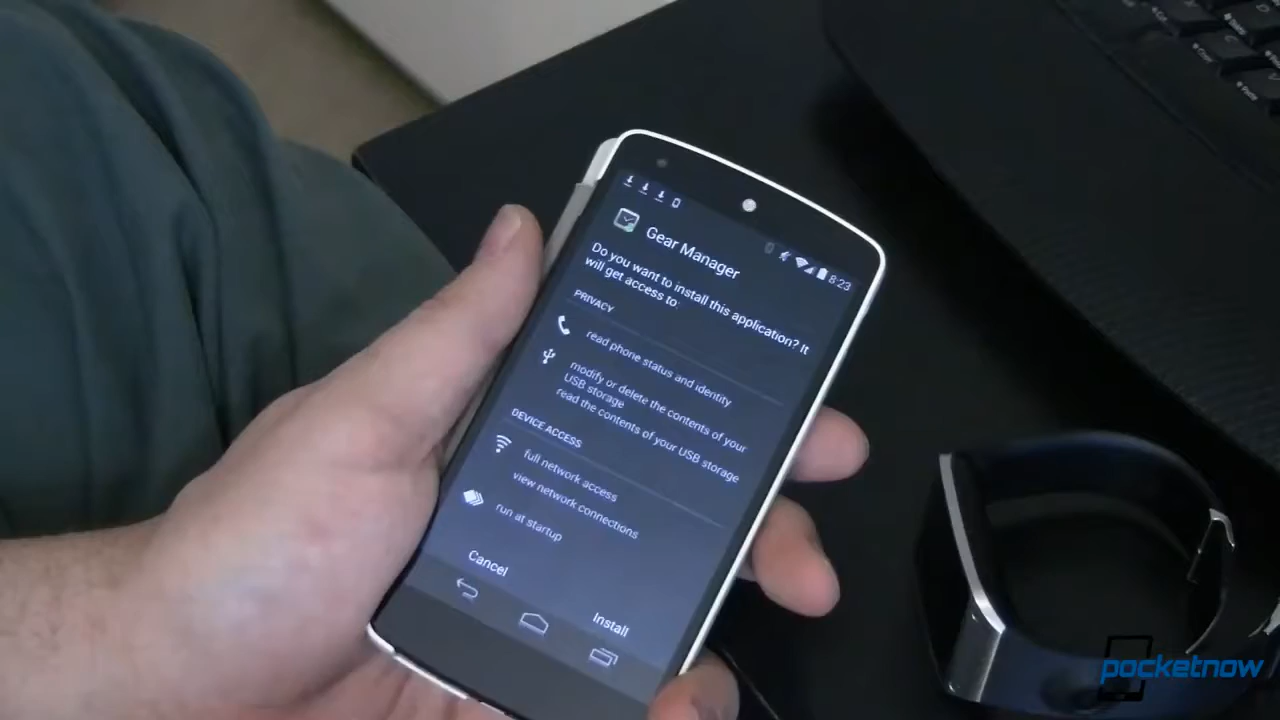 8:23
Gear Manager
Do you want to install this application? It
will get access to:
PRIVACY
read phone status and identity
modify or delete the contents of your
USB storage
read the contents of your USB storage
DEVICE ACCESS
full network access
view network connections
run at startup
Cancel
Install
pocketnow